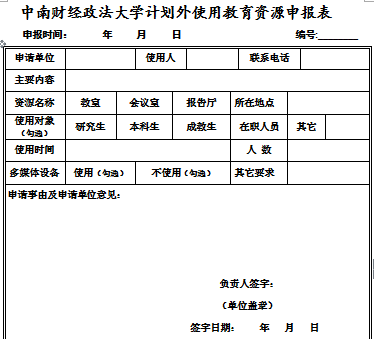 中南财经政法大学计划外使用教育资源申报表
申报时间： 年 月 日 编号:________
申请单位 使用人 联系电话
主要内容
资源名称 教室 会议室 报告厅 所在地点
使用对象 研究生 本科生 成教生 在职人员 其它
（勾选）
使用时间 人 数
多媒体设备 使用（勾选） 不使用（勾选） 其它要求
申请事由及申请单位意见：
负责人签字：
（单位盖章）
签字日期： 年 月 日